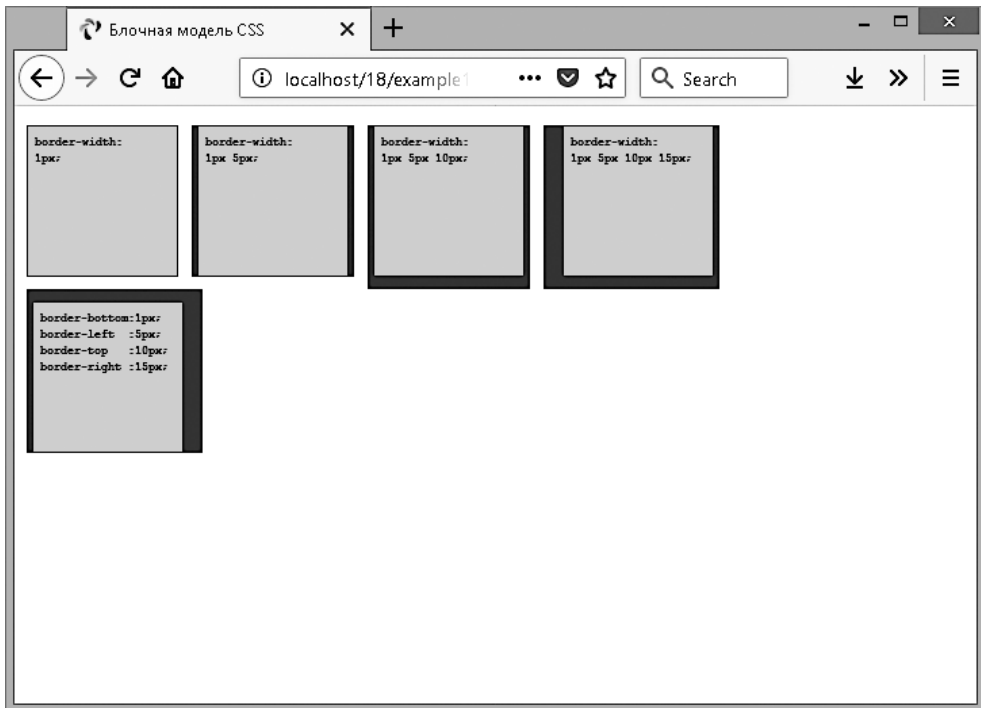 Блочная модель CSS
localhost/18/example1
Search
border-width:
1px;
border-width:
1px 5px;
border-width:
1px 5px 10px;
border-width:
1px 5px 10px 15px;
border-bottom:1px;
border-left  :5px;
border-top   :10px;
border-right :15px;